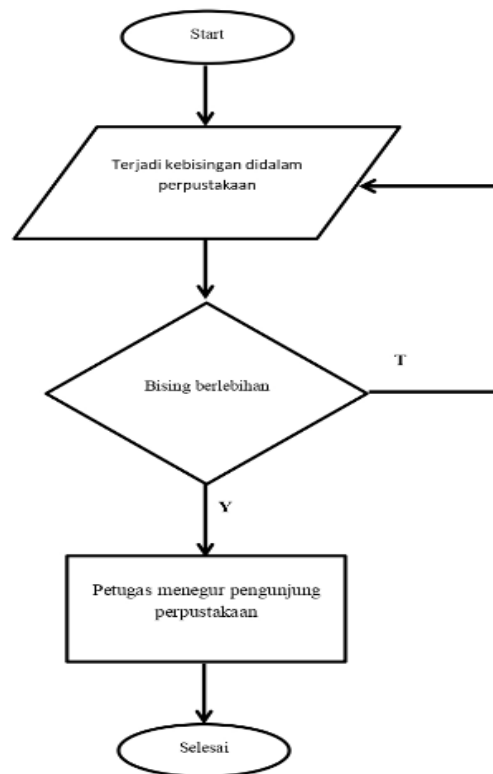 Start
Terjadi kebisingan didalam
perpustakaan
Bising berlebihan
T
Y
Petugas menegur pengunjung
perpustakaan
Selesai